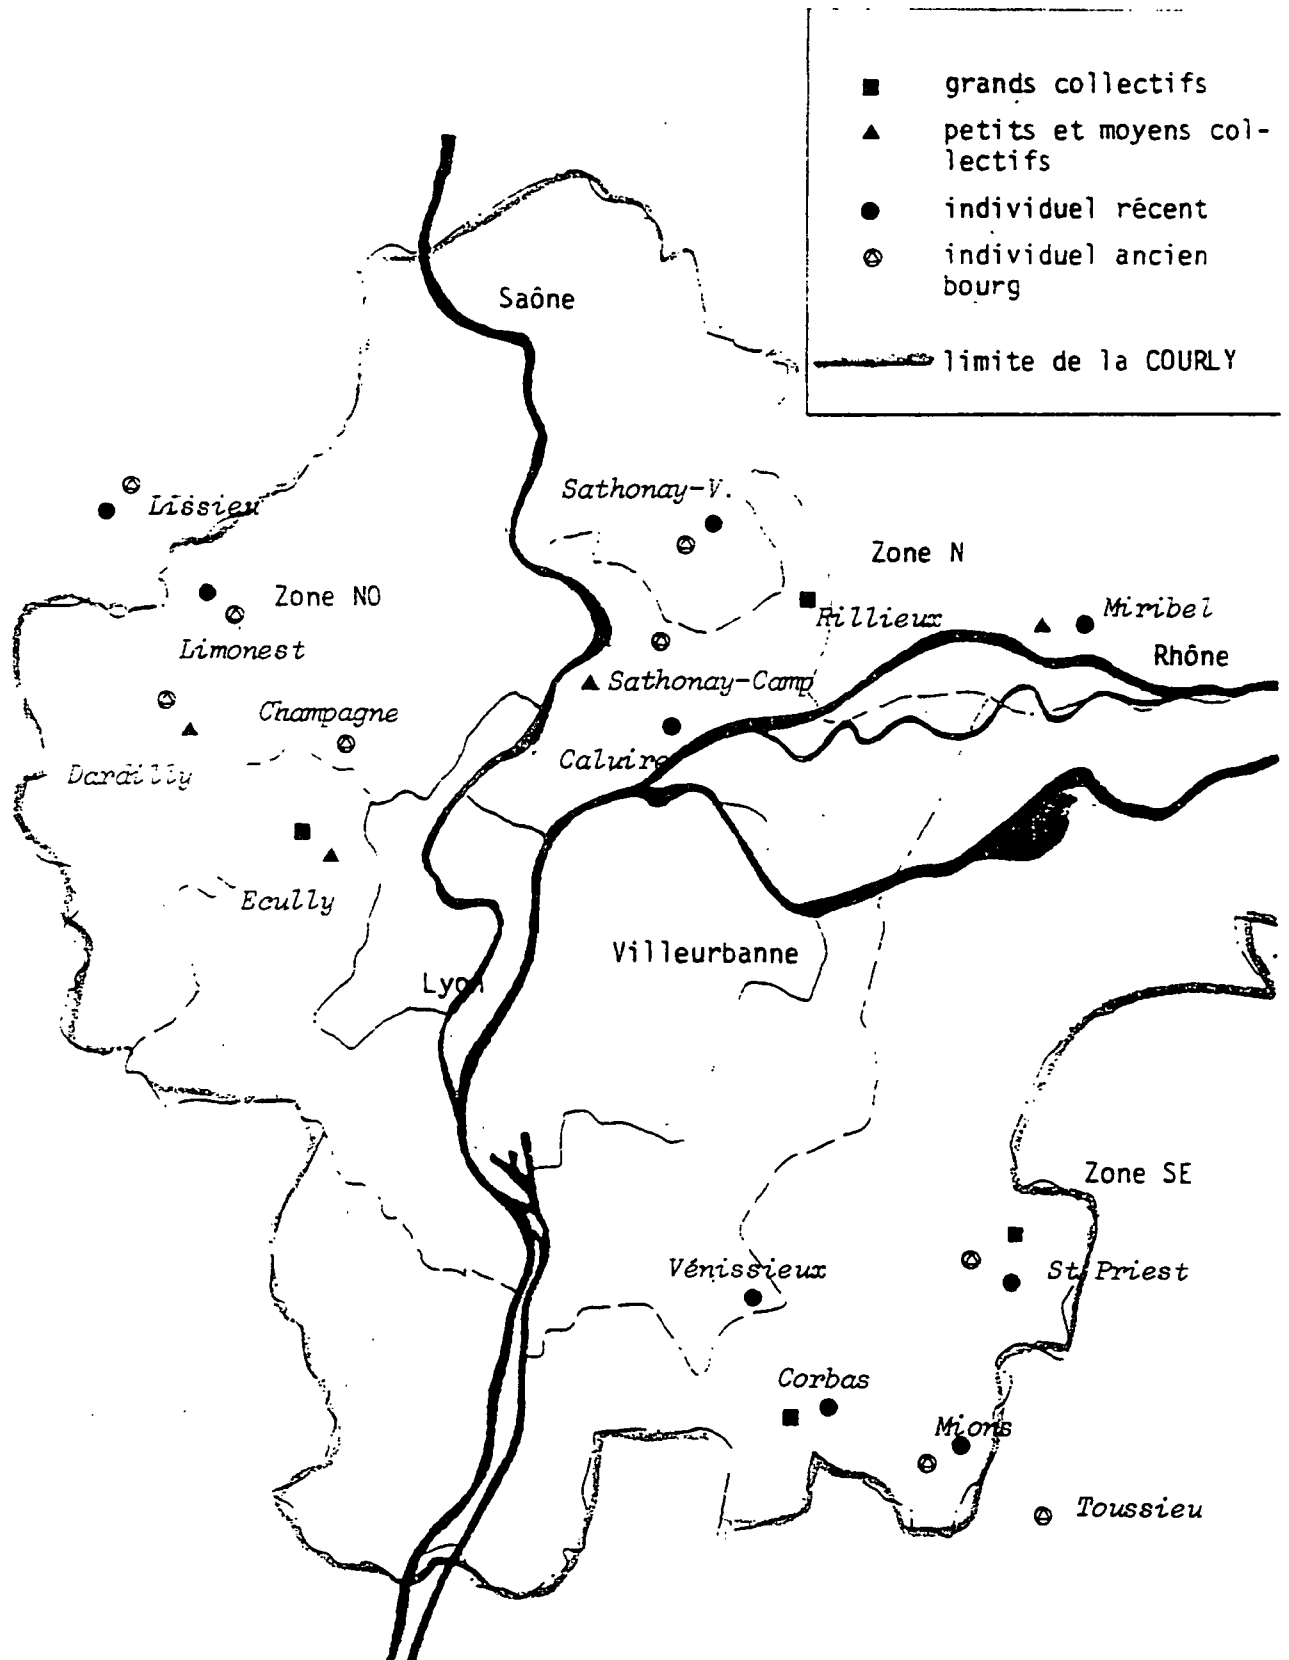 grands collectifs
petits et moyens col-
lectifs
individuel récent
individuel ancien
bourg
limite de la COURLY
Saône
Lissieu
Sathonay-V.
Zone N
Zone NO
Rillieux
Miribel
Limonest
Rhône
Sathonay-Camp
Champagne
Caluire
Dardilly
Ecully
Villeurbanne
Lyon
Zone SE
Vénissieux
St Priest
Corbas
Mions
Toussieu